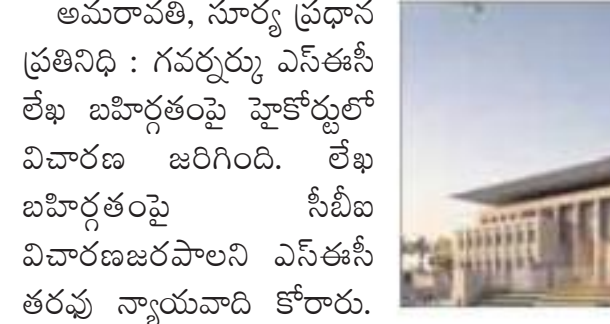 అమరావతి, సూర్య ప్రధాన
ప్రతినిధి : గవర్నర్కు ఎస్ఈసీ
లేఖ బహిర్గతంపై హైకోర్టులో
విచారణ జరిగింది. లేఖ
బహిర్గతంపై సీబీఐ
విచారణజరపాలని ఎస్ఈసీ
తరఫు న్యాయవాది కోరారు.